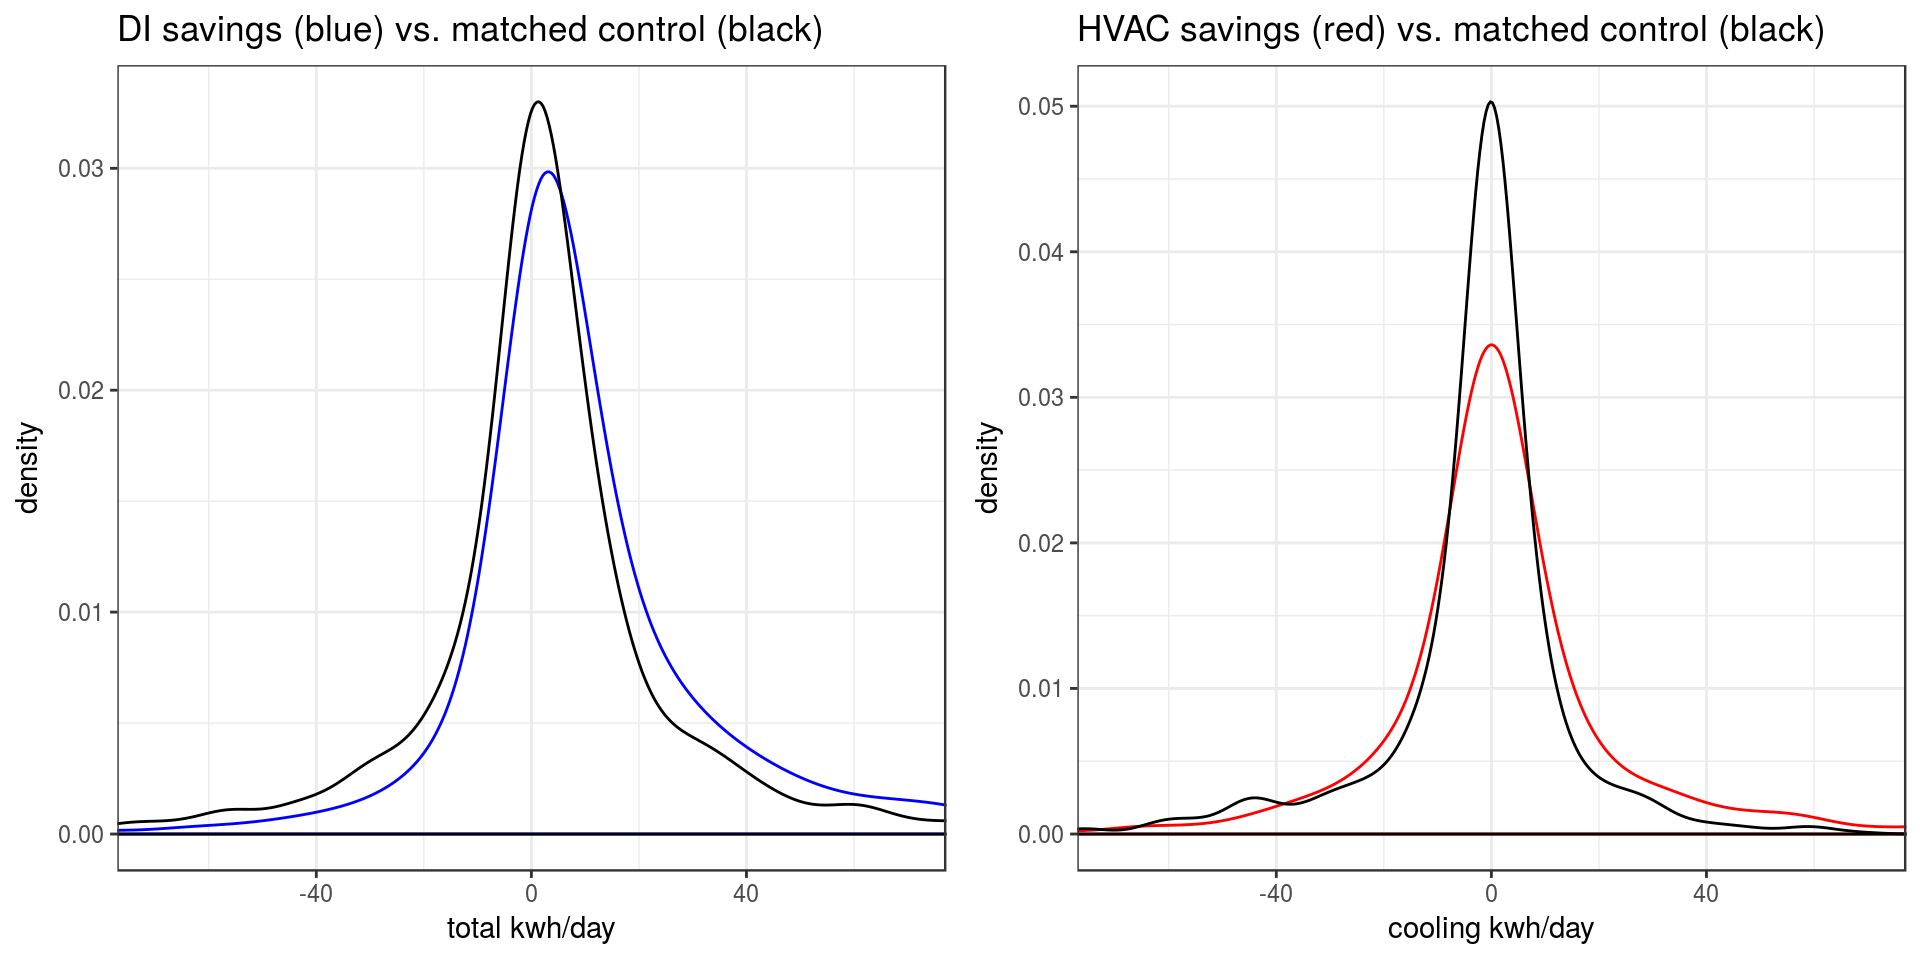 DI savings (blue) vs. matched control (black)
density
0.03
0.02
0.01
0.00
-40 0 40
total kwh/day
HVAC savings (red) vs. matched control (black)
density
0.05
0.04
0.03
0.02
0.01
0.00
-40 0 40
cooling kwh/day